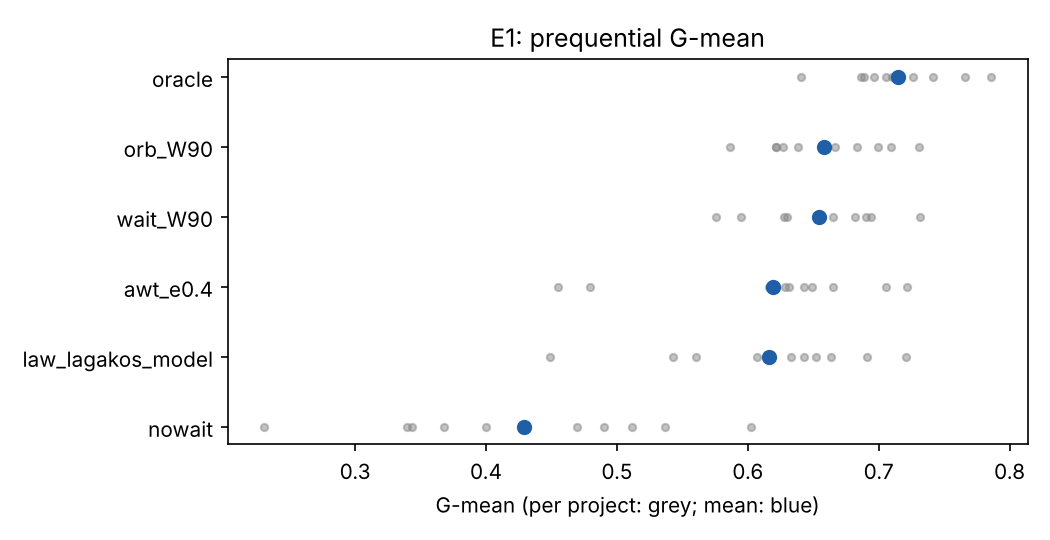 E1: prequential G-mean
oracle
orb_W90
wait_W90
awt_e0.4
law_lagakos_model
nowait
0.3 0.4 0.5 0.6 0.7 0.8
G-mean (per project: grey; mean: blue)